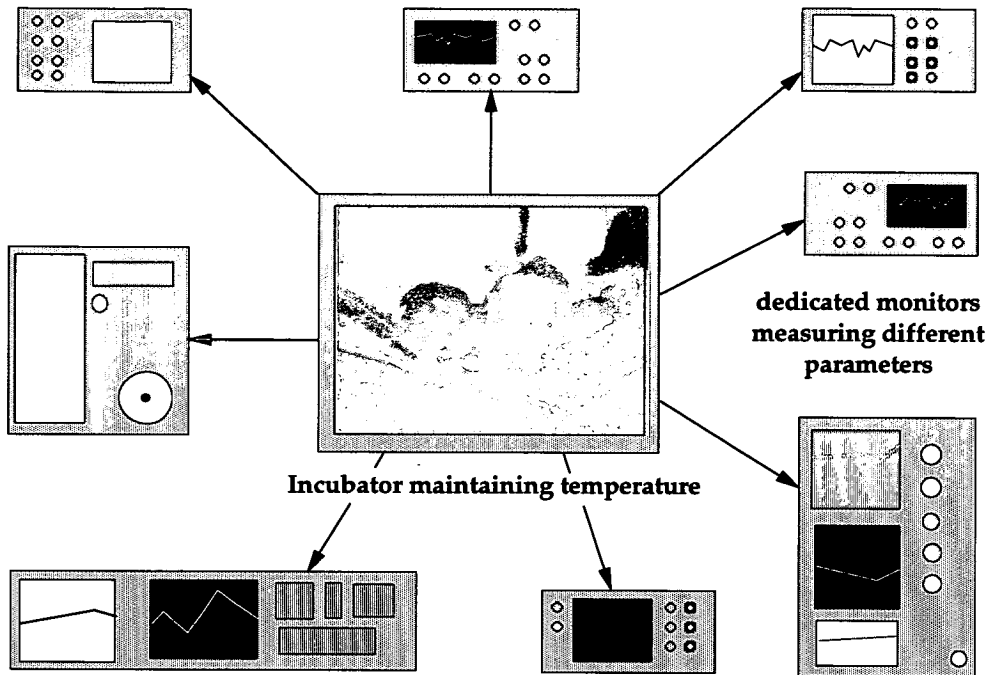 dedicated monitors
measuring different
parameters
Incubator maintaining temperature